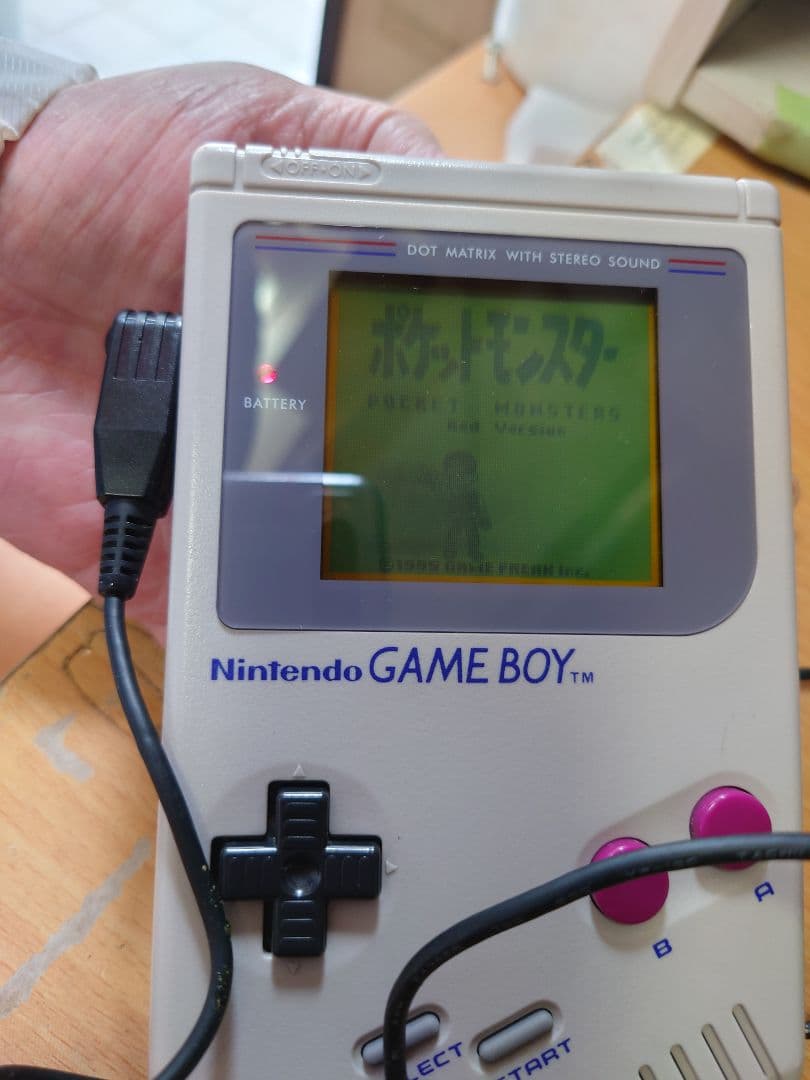 OFF•ON
DOT MATRIX WITH STEREO SOUND
BATTERY
ポケットモンスター
POCKET MONSTERS
Red Version
©1995 GAME FREAK inc.
Nintendo GAME BOY™
A
B
LECT
START